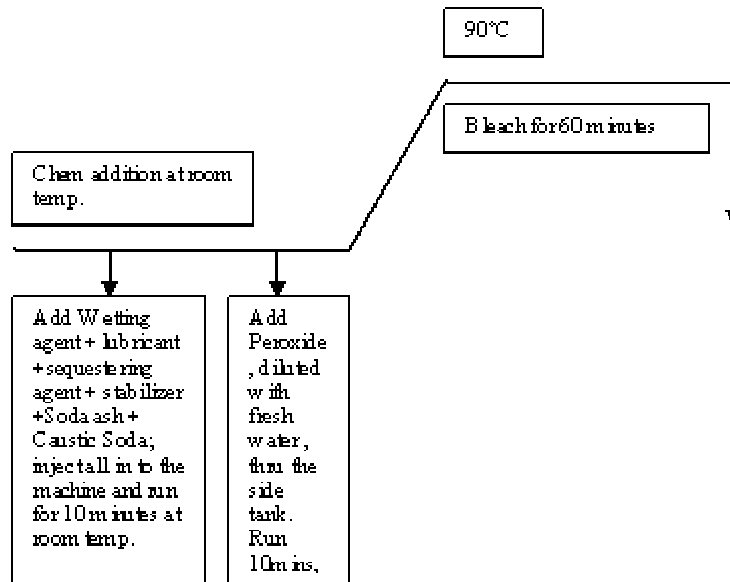 90°C
Bleach for 60 minutes
Chem addition at room
temp.
Add Wetting
agent + lubricant
+sequestering
agent + stabilizer
+Soda ash +
Caustic Soda;
inject all in to the
machine and run
for 10 minutes at
room temp.
Add
Peroxide
, diluted
with
fresh
water,
thru the
side
tank.
Run
10mins,